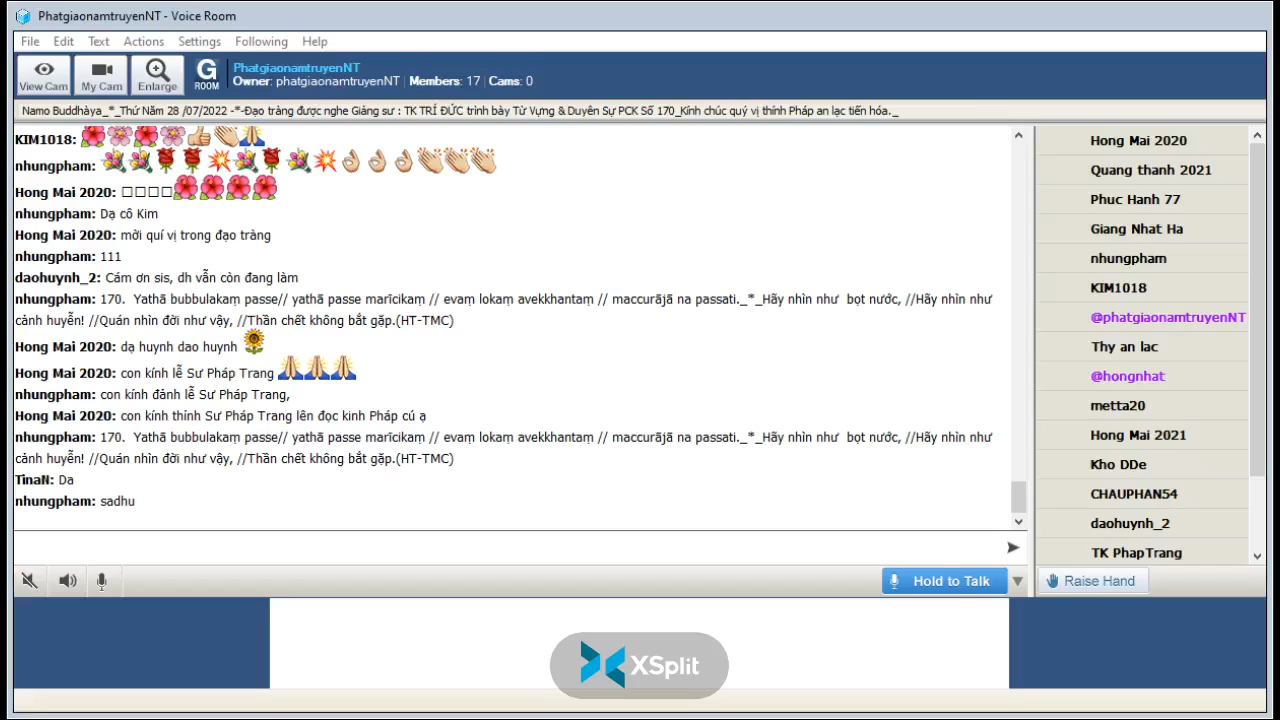 PhatgiaonamtruyenNT - Voice Room
File Edit Text Actions Settings Following Help
View Cam
My Cam
Enlarge
G ROOM
PhatgiaonamtruyenNT
Owner: phatgiaonamtruyenNT | Members: 17 | Cams: 0
Namo Buddhàya_*_Thứ Năm 28 /07/2022 -*-Đạo tràng được nghe Giảng sư : TK TRÍ ĐỨC trình bày Từ Vựng & Duyên Sự PCK Số 170_Kính chúc quý vị thính Pháp an lạc tiến hóa._
KIM1018: 🌺🌸🌺🌸👍👏🙏
nhungpham: 💐💐🌹🌹💥💐🌹💐💥👌👌👌👏👏👏
Hong Mai 2020: □□□□🌺🌺🌺🌺
nhungpham: Dạ cô Kim
Hong Mai 2020: mời quí vị trong đạo tràng
nhungpham: 111
daohuynh_2: Cám ơn sis, dh vẫn còn đang làm
nhungpham: 170. Yathā bubbulakaṃ passe// yathā passe marīcikaṃ // evaṃ lokaṃ avekkhantaṃ // maccurājā na passati._*_Hãy nhìn như bọt nước, //Hãy nhìn như
cảnh huyễn! //Quán nhìn đời như vậy, //Thần chết không bắt gặp.(HT-TMC)
Hong Mai 2020: dạ huynh dao huynh 🌻
Hong Mai 2020: con kính lễ Sư Pháp Trang 🙏🙏🙏
nhungpham: con kính đảnh lễ Sư Pháp Trang,
Hong Mai 2020: con kính thỉnh Sư Pháp Trang lên đọc kinh Pháp cú ạ
nhungpham: 170. Yathā bubbulakaṃ passe// yathā passe marīcikaṃ // evaṃ lokaṃ avekkhantaṃ // maccurājā na passati._*_Hãy nhìn như bọt nước, //Hãy nhìn như
cảnh huyễn! //Quán nhìn đời như vậy, //Thần chết không bắt gặp.(HT-TMC)
TinaN: Da
nhungpham: sadhu
Hong Mai 2020
Quang thanh 2021
Phuc Hanh 77
Giang Nhat Ha
nhungpham
KIM1018
@phatgiaonamtruyenNT
Thy an lac
@hongnhat
metta20
Hong Mai 2021
Kho DDe
CHAUPHAN54
daohuynh_2
TK PhapTrang
Hold to Talk
Raise Hand
XSplit